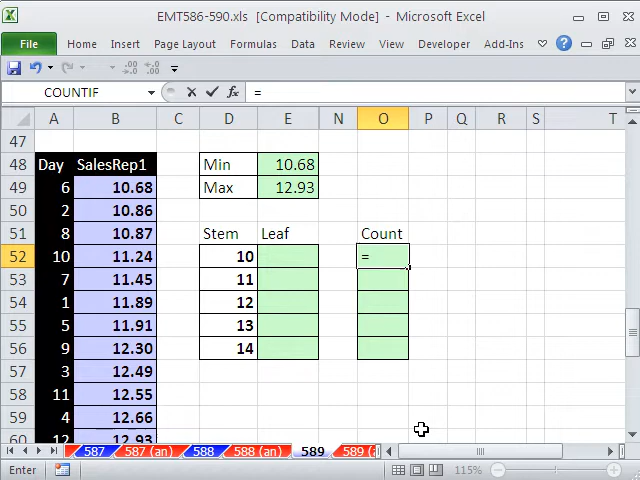 EMT586-590.xls [Compatibility Mode] - Microsoft Excel
File Home Insert Page Layout Formulas Data Review View Developer Add-Ins
COUNTIF fx =
A B C D E N O P Q R S T
47
48 Day SalesRep1 Min 10.68
49 6 10.68 Max 12.93
50 2 10.86
51 8 10.87 Stem Leaf Count
52 10 11.24 10 =
53 7 11.45 11
54 1 11.89 12
55 5 11.91 13
56 9 12.30 14
57 3 12.49
58 11 12.55
59 4 12.66
60 12 12.93
587 587 (an) 588 588 (an) 589 589 (an)
Enter 115%